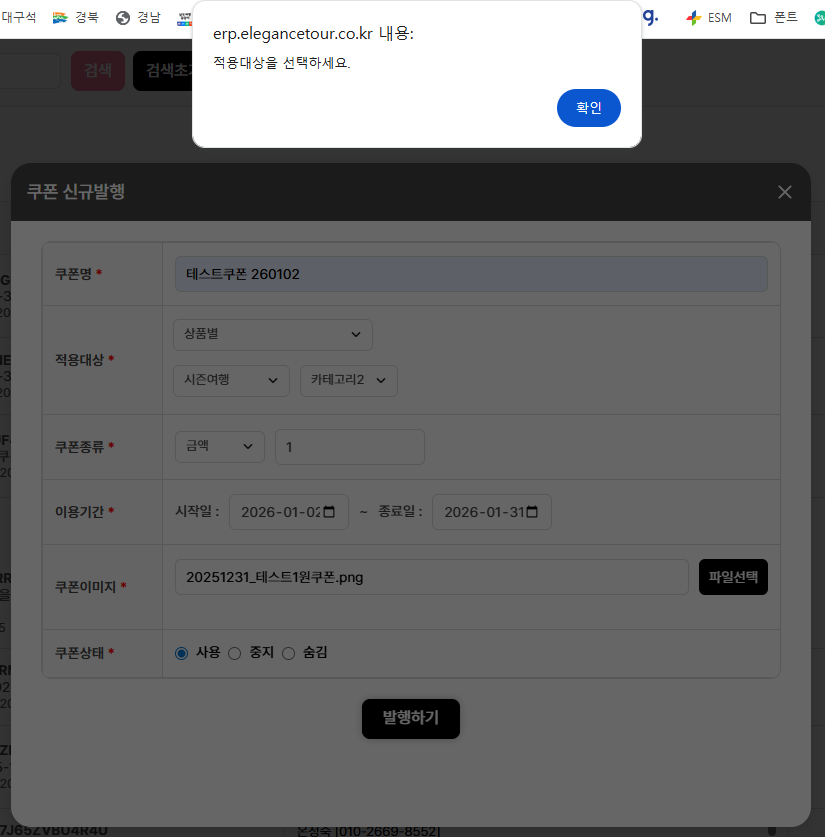 대구석 경북 경남 g. ESM 폰트
erp.elegancetour.co.kr 내용:
적용대상을 선택하세요.
확인
검색 검색초기
쿠폰 신규발행
쿠폰명 * 테스트쿠폰 260102
적용대상 * 상품별
시즌여행 카테고리2
쿠폰종류 * 금액 1
이용기간 * 시작일 : 2026-01-02 ~ 종료일 : 2026-01-31
쿠폰이미지 * 20251231_테스트1원쿠폰.png 파일선택
쿠폰상태 * 사용 중지 숨김
발행하기
7J65ZVBU4R4U 온정숙 [010-2669-8552]